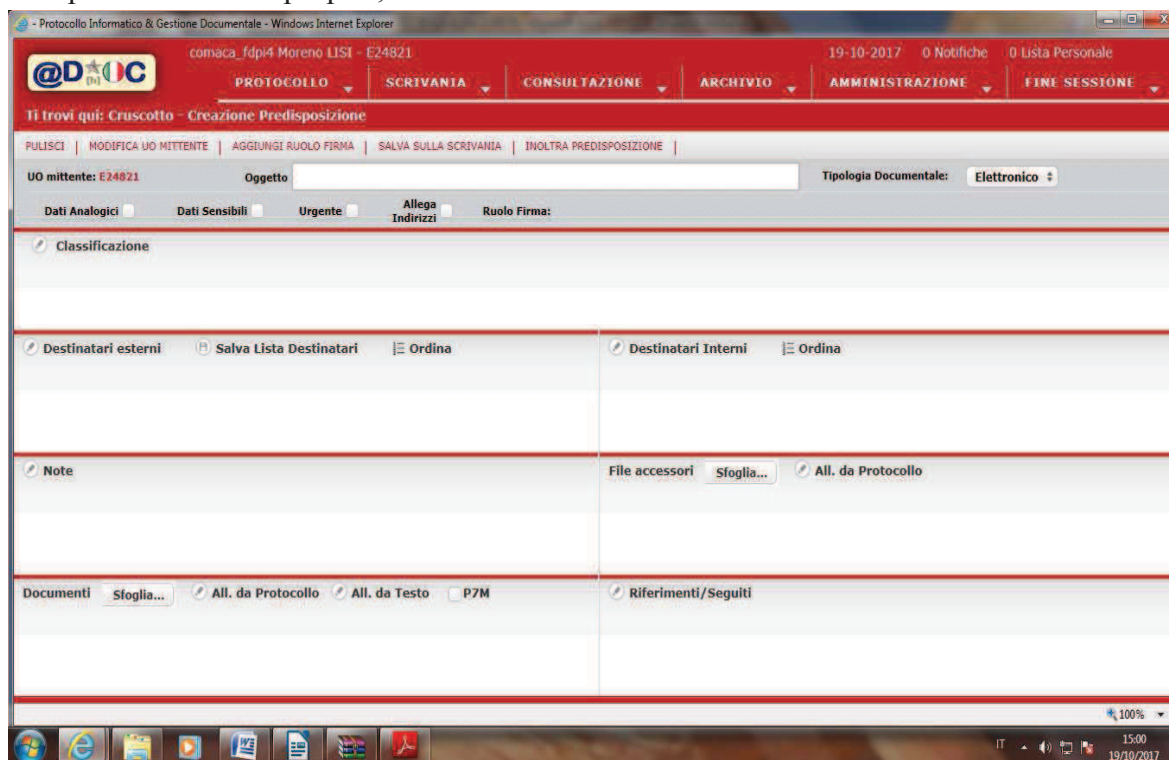 - Protocollo Informatico & Gestione Documentale - Windows Internet Explorer
comaca_fdpi4 Moreno LISI - E24821 19-10-2017 0 Notifiche 0 Lista Personale
@D OC
PROTOCOLLO SCRIVANIA CONSULTAZIONE ARCHIVIO AMMINISTRAZIONE FINE SESSIONE
Ti trovi qui: Cruscotto - Creazione Predisposizione
PULISCI | MODIFICA UO MITTENTE | AGGIUNGI RUOLO FIRMA | SALVA SULLA SCRIVANIA | INOLTRA PREDISPOSIZIONE |
UO mittente: E24821 Oggetto Tipologia Documentale: Elettronico
Dati Analogici Dati Sensibili Urgente Allega Indirizzi Ruolo Firma:
Classificazione
Destinatari esterni Salva Lista Destinatari Ordina Destinatari Interni Ordina
Note File accessori Sfoglia... All. da Protocollo
Documenti Sfoglia... All. da Protocollo All. da Testo P7M Riferimenti/Seguiti
100%
IT 15:00
19/10/2017